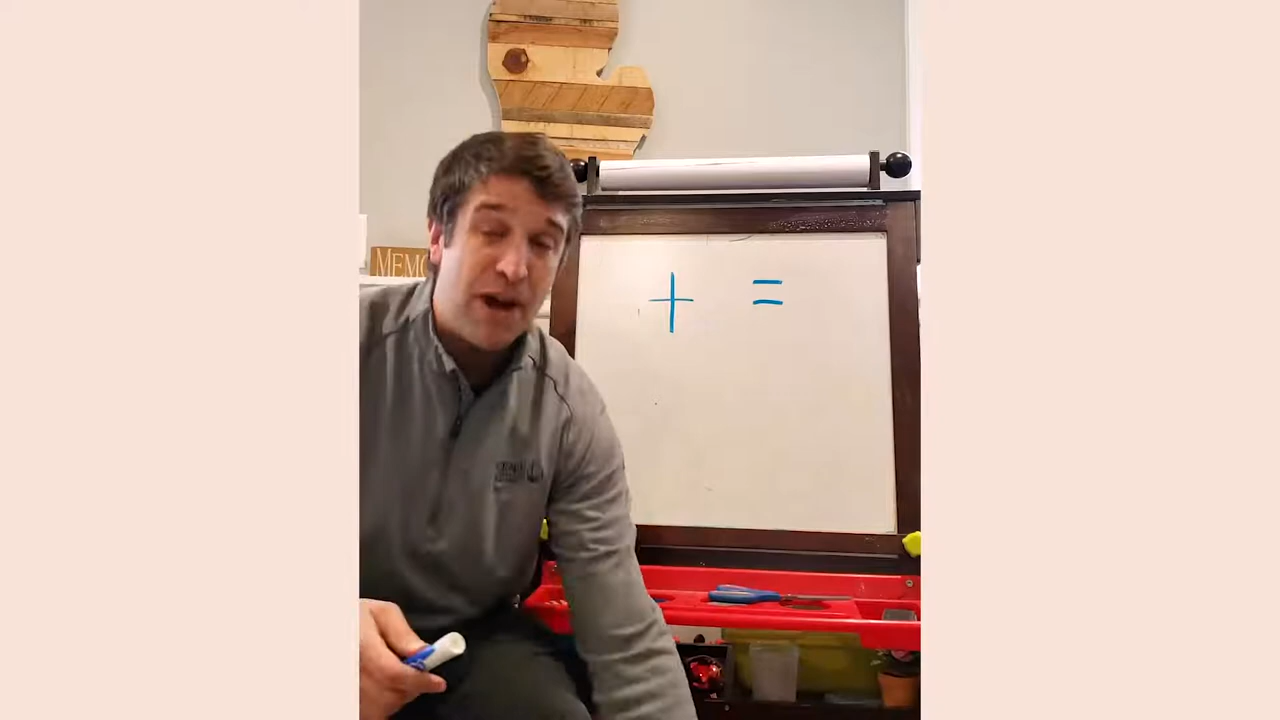 MEMO
+ =